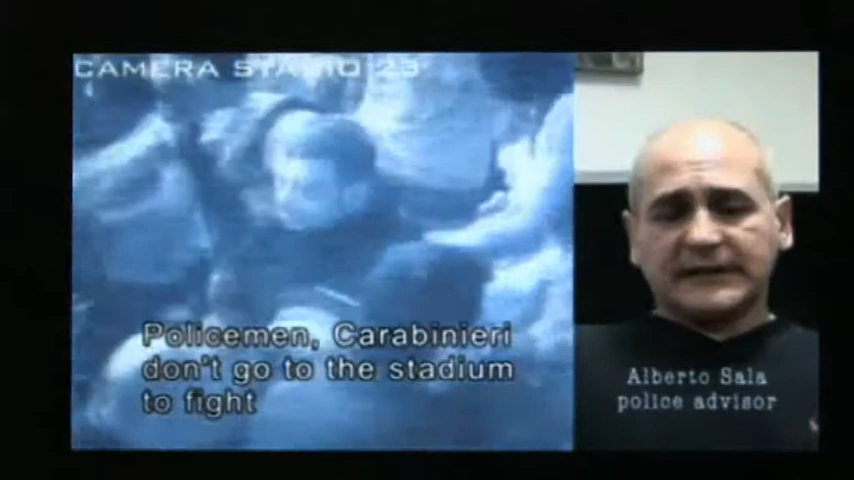 CAMERA STADIO 23
Policemen, Carabinieri
don't go to the stadium
to fight
Alberto Sala
police advisor